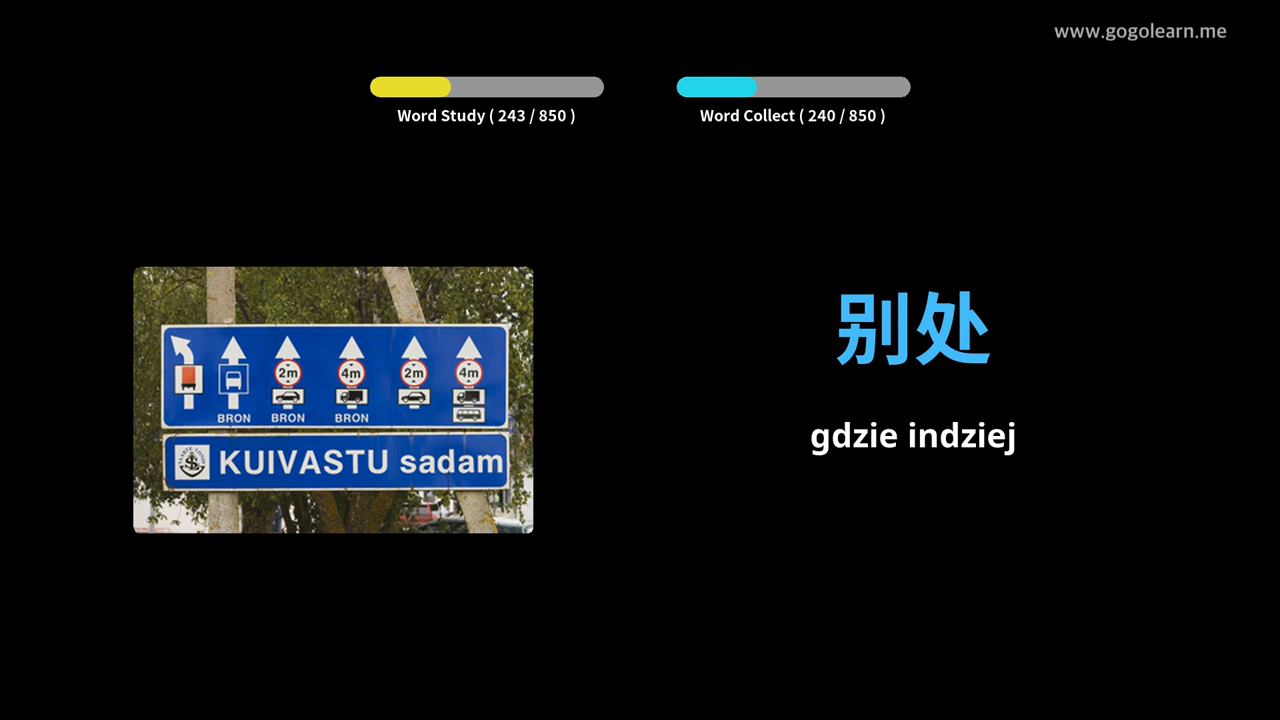 www.gogolearn.me
Word Study ( 243 / 850 )
Word Collect ( 240 / 850 )
别处
gdzie indziej
2m 4m 2m 4m
BRON BRON BRON
KUIVASTU sadam